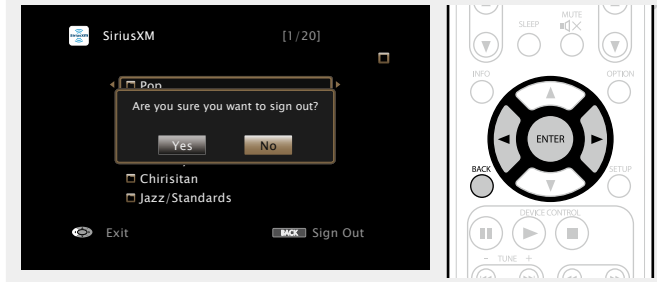 SiriusXM [1/20]
Pop
Are you sure you want to sign out?
Yes No
Chirisitan
Jazz/Standards
Exit BACK Sign Out
SLEEP MUTE
INFO OPTION
ENTER
BACK SETUP
DEVICE CONTROL
- TUNE +